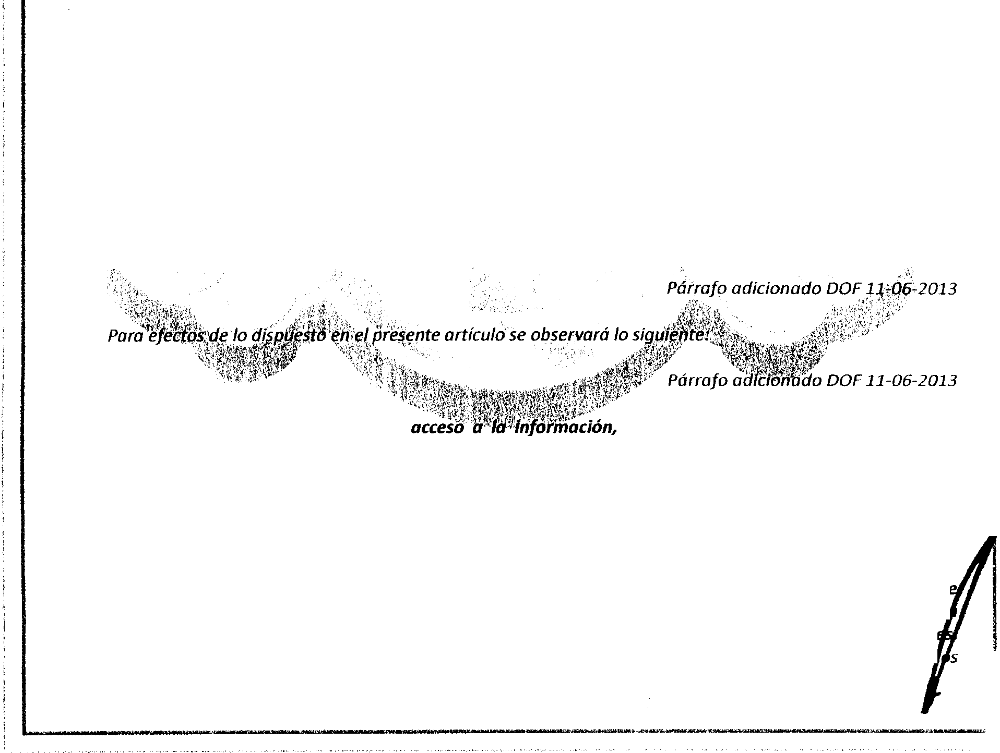 Párrafo adicionado DOF 11-06-2013
Para efectos de lo dispuesto en el presente artículo se observará lo siguiente:
Párrafo adicionado DOF 11-06-2013
acceso a la información,
e
es
s